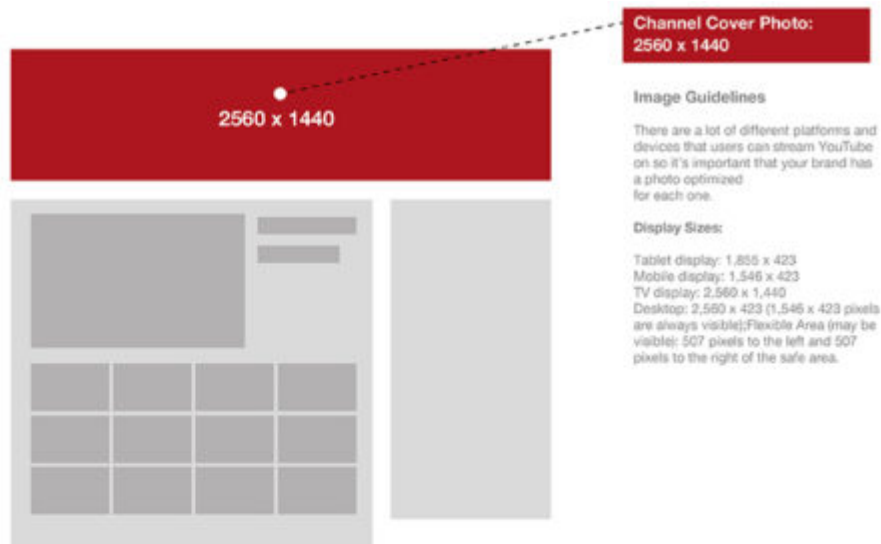 Channel Cover Photo:
2560 x 1440
2560 x 1440
Image Guidelines
There are a lot of different platforms and
devices that users can stream YouTube
on so it's important that your brand has
a photo optimized
for each one.
Display Sizes:
Tablet display: 1,855 x 423
Mobile display: 1,546 x 423
TV display: 2,560 x 1,440
Desktop: 2,560 x 423 (1,546 x 423 pixels
are always visible);Flexible Area (may be
visible): 507 pixels to the left and 507
pixels to the right of the safe area.